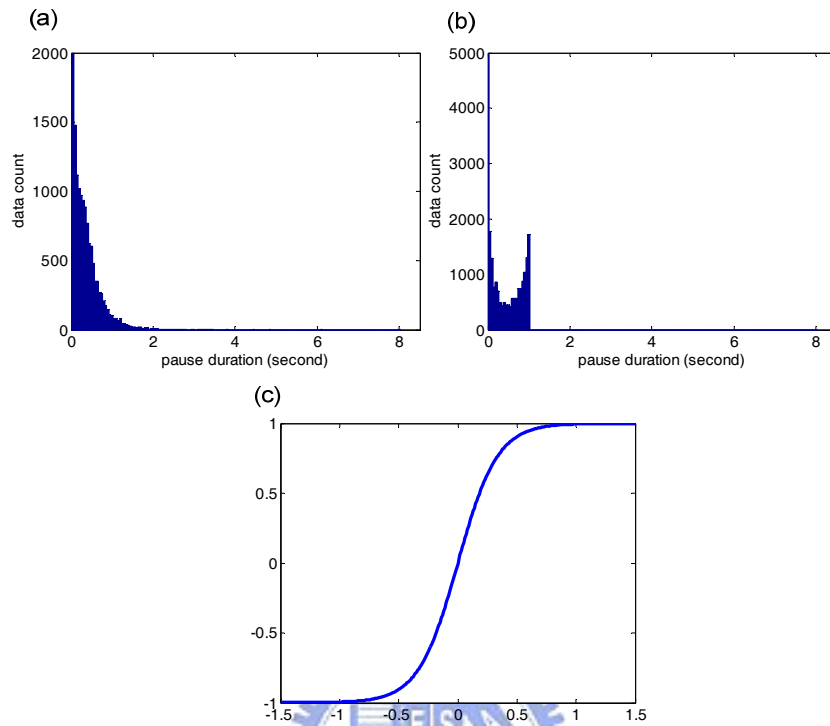 (a)
(b)
2000
1500
1000
500
0
data count
0 2 4 6 8
pause duration (second)
5000
4000
3000
2000
1000
0
data count
0 2 4 6 8
pause duration (second)
(c)
1
0.5
0
-0.5
-1
-1.5 -1 -0.5 0 0.5 1 1.5